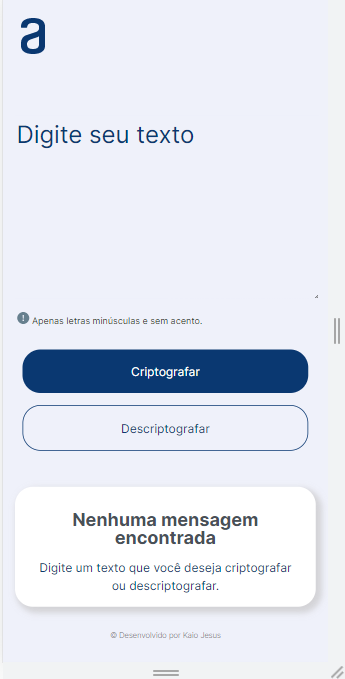 a
Digite seu texto
Apenas letras minúsculas e sem acento.
Criptografar
Descriptografar
Nenhuma mensagem
encontrada
Digite um texto que você deseja criptografar
ou descriptografar.
© Desenvolvido por Kaio Jesus